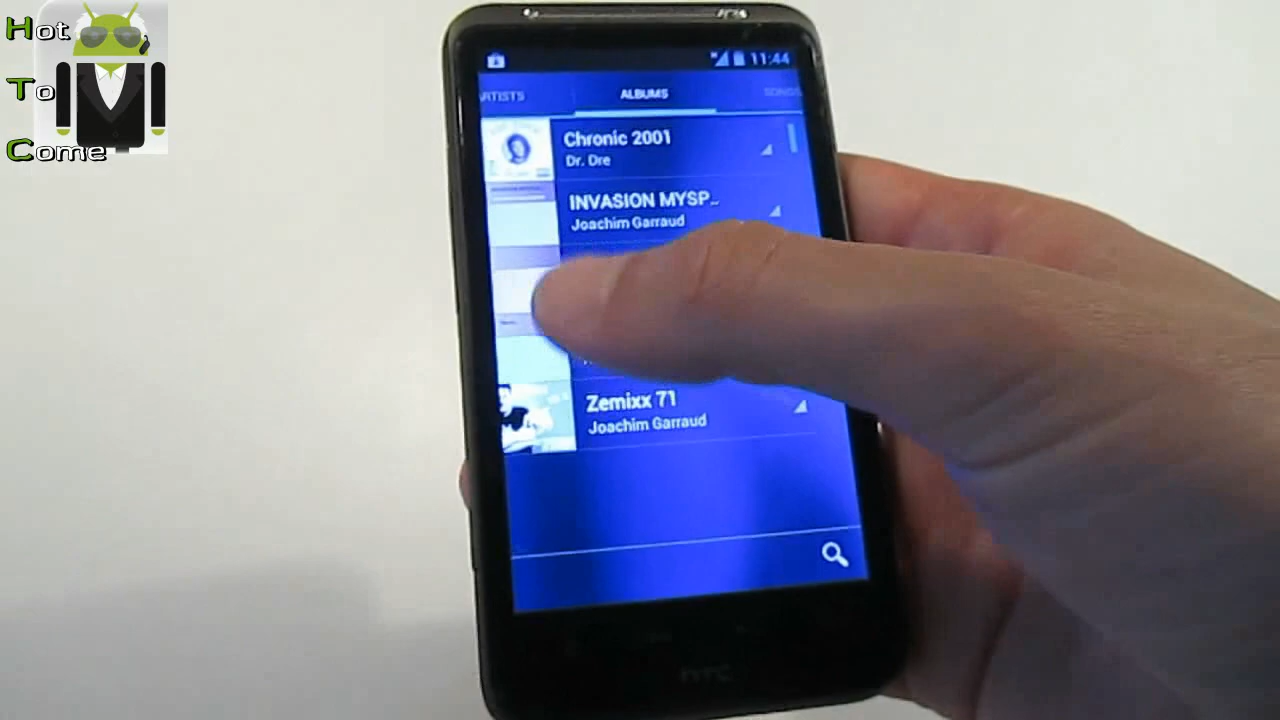 Hot
To
Come
11:44
ARTISTS
ALBUMS
SONGS
Chronic 2001
Dr. Dre
INVASION MYSP..
Joachim Garraud
Zemixx 71
Joachim Garraud
hTC